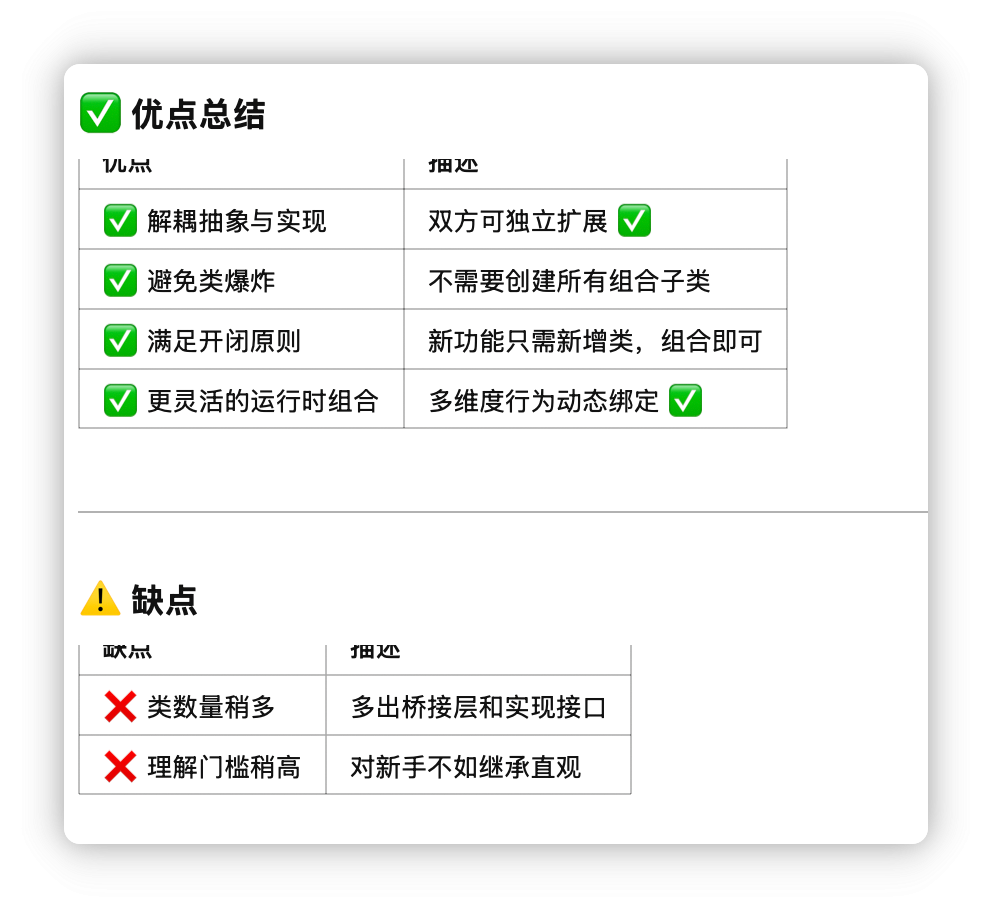 ✅ 优点总结
优点 描述
✅ 解耦抽象与实现 双方可独立扩展 ✅
✅ 避免类爆炸 不需要创建所有组合子类
✅ 满足开闭原则 新功能只需新增类，组合即可
✅ 更灵活的运行时组合 多维度行为动态绑定 ✅
⚠️ 缺点
缺点 描述
❌ 类数量稍多 多出桥接层和实现接口
❌ 理解门槛稍高 对新手不如继承直观